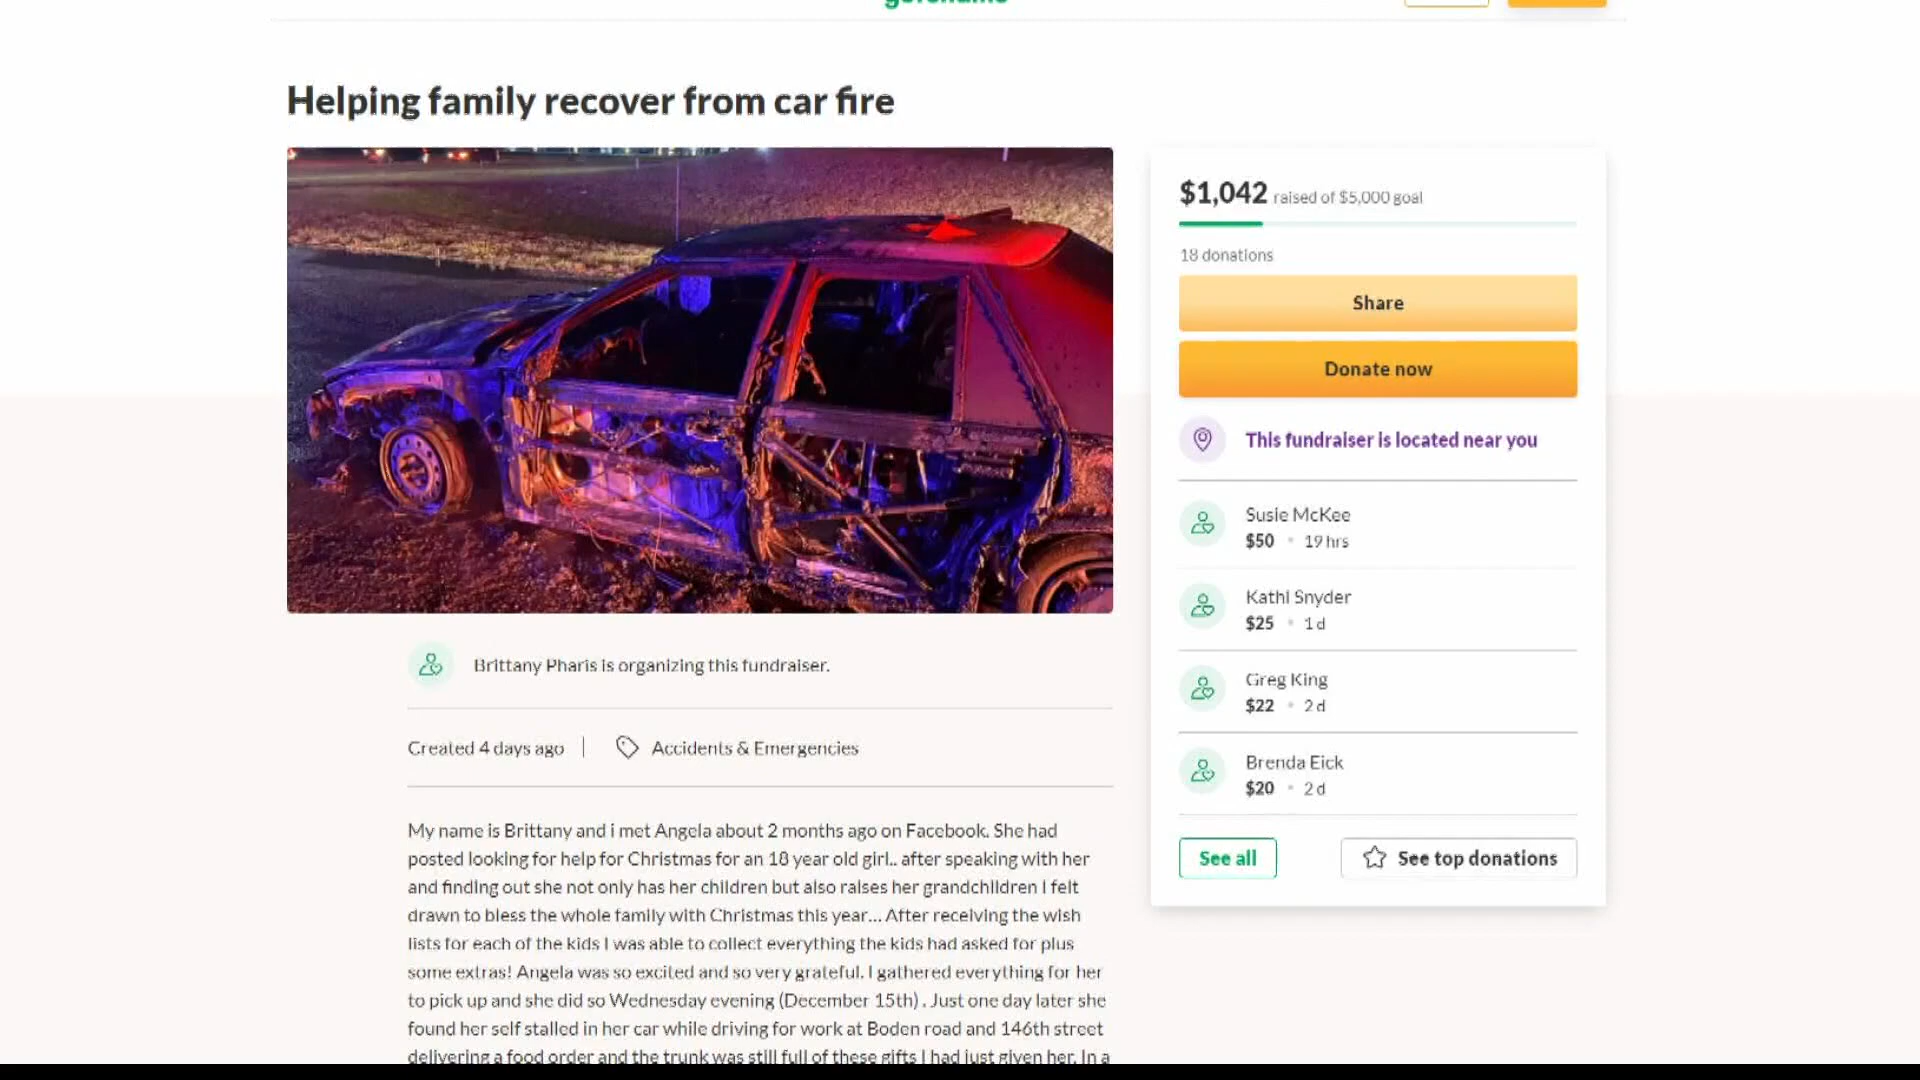 Helping family recover from car fire
$1,042 raised of $5,000 goal
18 donations
Share
Donate now
This fundraiser is located near you
Susie McKee
$50 • 19 hrs
Kathi Snyder
$25 • 1 d
Greg King
$22 • 2 d
Brenda Eick
$20 • 2 d
See all
See top donations
Brittany Pharis is organizing this fundraiser.
Created 4 days ago
Accidents & Emergencies
My name is Brittany and i met Angela about 2 months ago on Facebook. She had
posted looking for help for Christmas for an 18 year old girl.. after speaking with her
and finding out she not only has her children but also raises her grandchildren I felt
drawn to bless the whole family with Christmas this year... After receiving the wish
lists for each of the kids I was able to collect everything the kids had asked for plus
some extras! Angela was so excited and so very grateful. I gathered everything for her
to pick up and she did so Wednesday evening (December 15th) . Just one day later she
found her self stalled in her car while driving for work at Boden road and 146th street
delivering a food order and the trunk was still full of these gifts I had just given her. In a